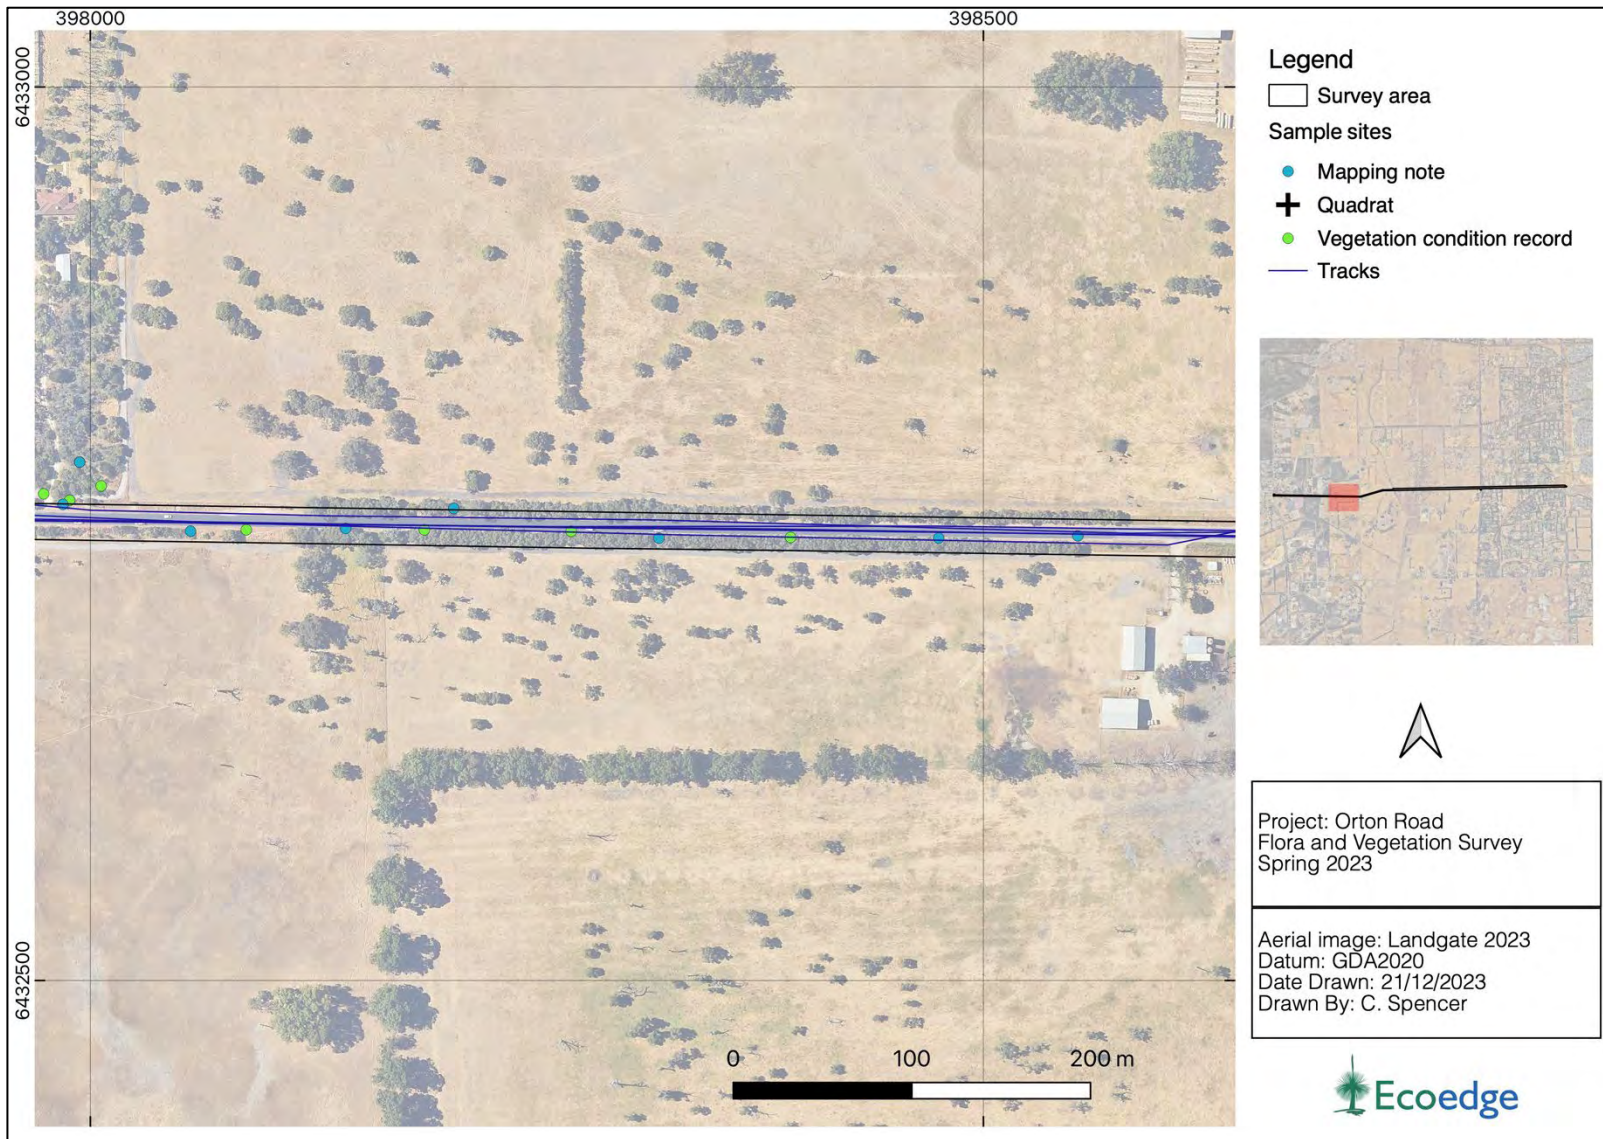 398000
398500
6433000
6432500
0
100
200 m
Legend
Survey area
Sample sites
Mapping note
Quadrat
Vegetation condition record
Tracks
Project: Orton Road
Flora and Vegetation Survey
Spring 2023
Aerial image: Landgate 2023
Datum: GDA2020
Date Drawn: 21/12/2023
Drawn By: C. Spencer
Ecoedge